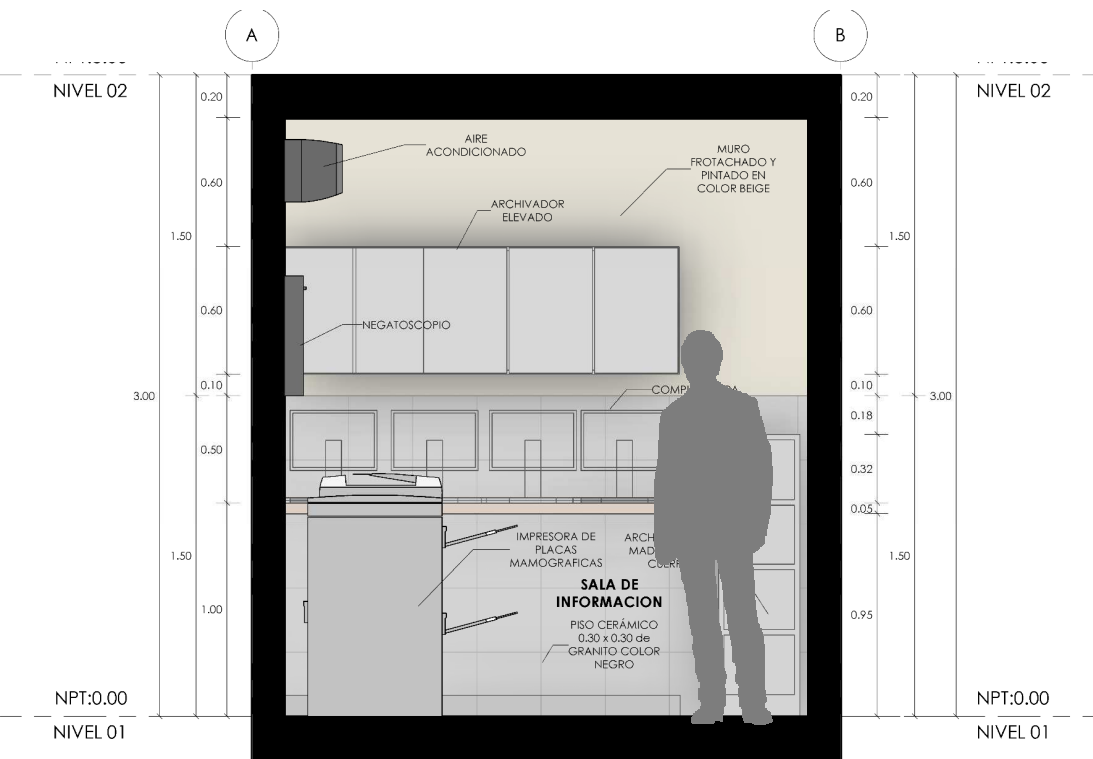 A
B
NIVEL 02
NIVEL 02
0.20
0.20
AIRE
ACONDICIONADO
MURO
FROTACHADO Y
PINTADO EN
COLOR BEIGE
0.60
0.60
ARCHIVADOR
ELEVADO
1.50
1.50
0.60
0.60
NEGATOSCOPIO
0.10
0.10
3.00
3.00
0.18
0.50
0.32
0.05
IMPRESORA DE
PLACAS
MAMOGRAFICAS
1.50
1.50
SALA DE
INFORMACION
1.00
0.95
PISO CERÁMICO
0.30 x 0.30 de
GRANITO COLOR
NEGRO
NPT:0.00
NPT:0.00
NIVEL 01
NIVEL 01